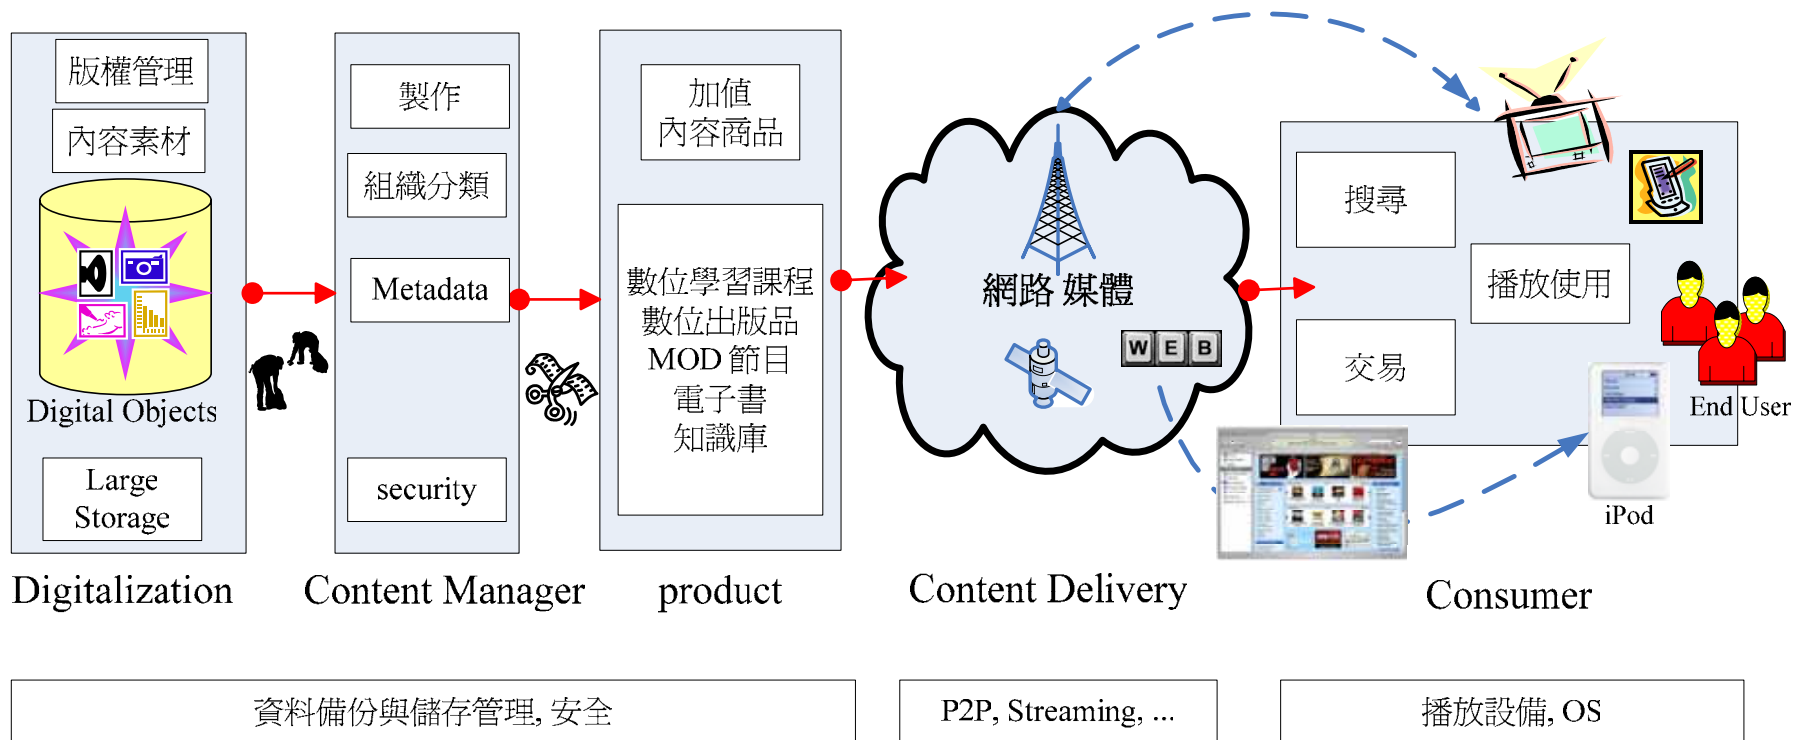 版權管理
內容素材
Digital Objects
Large
Storage
Digitalization
製作
組織分類
Metadata
security
Content Manager
加值
內容商品
數位學習課程
數位出版品
MOD 節目
電子書
知識庫
product
網路 媒體
WEB
Content Delivery
搜尋
播放使用
交易
End User
iPod
Consumer
資料備份與儲存管理, 安全
P2P, Streaming, ...
播放設備, OS